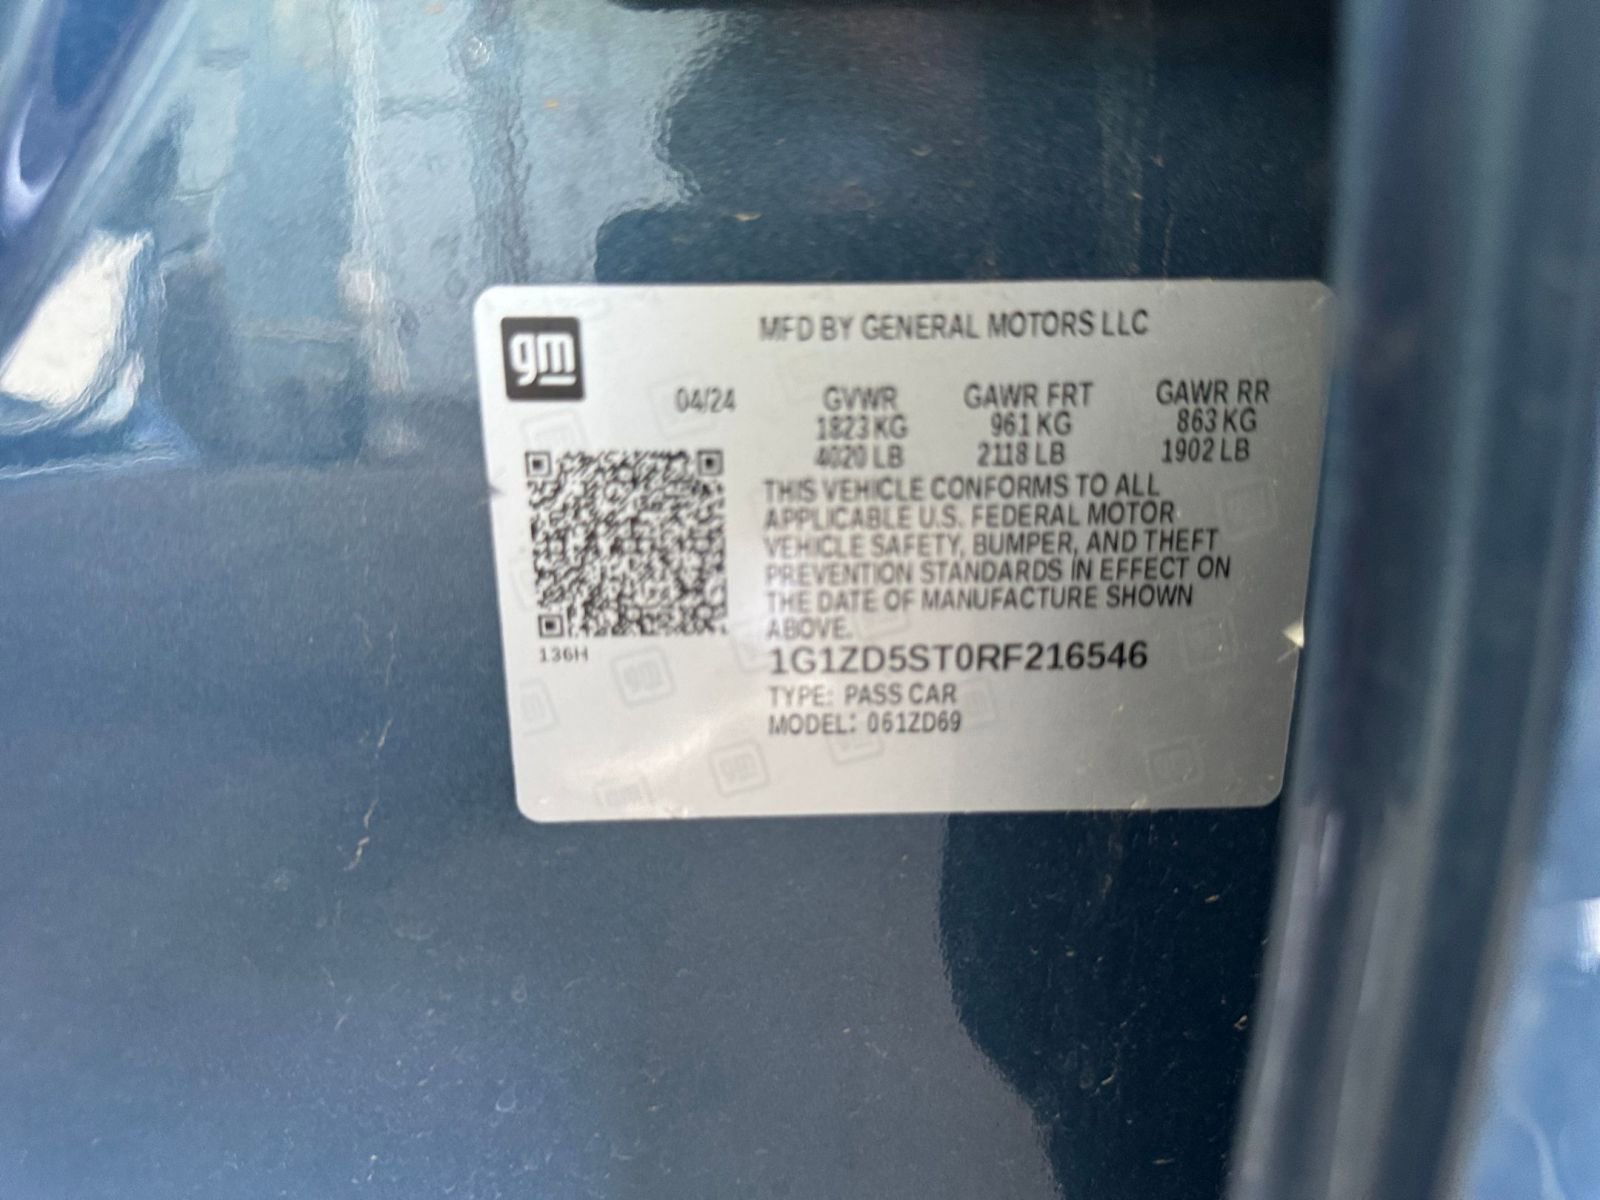 gm
MFD BY GENERAL MOTORS LLC
04/24
GVWR GAWR FRT GAWR RR
1823 KG 961 KG 863 KG
4020 LB 2118 LB 1902 LB
THIS VEHICLE CONFORMS TO ALL
APPLICABLE U.S. FEDERAL MOTOR
VEHICLE SAFETY, BUMPER, AND THEFT
PREVENTION STANDARDS IN EFFECT ON
THE DATE OF MANUFACTURE SHOWN
ABOVE.
136H
1G1ZD5ST0RF216546
TYPE: PASS CAR
MODEL: 061ZD69